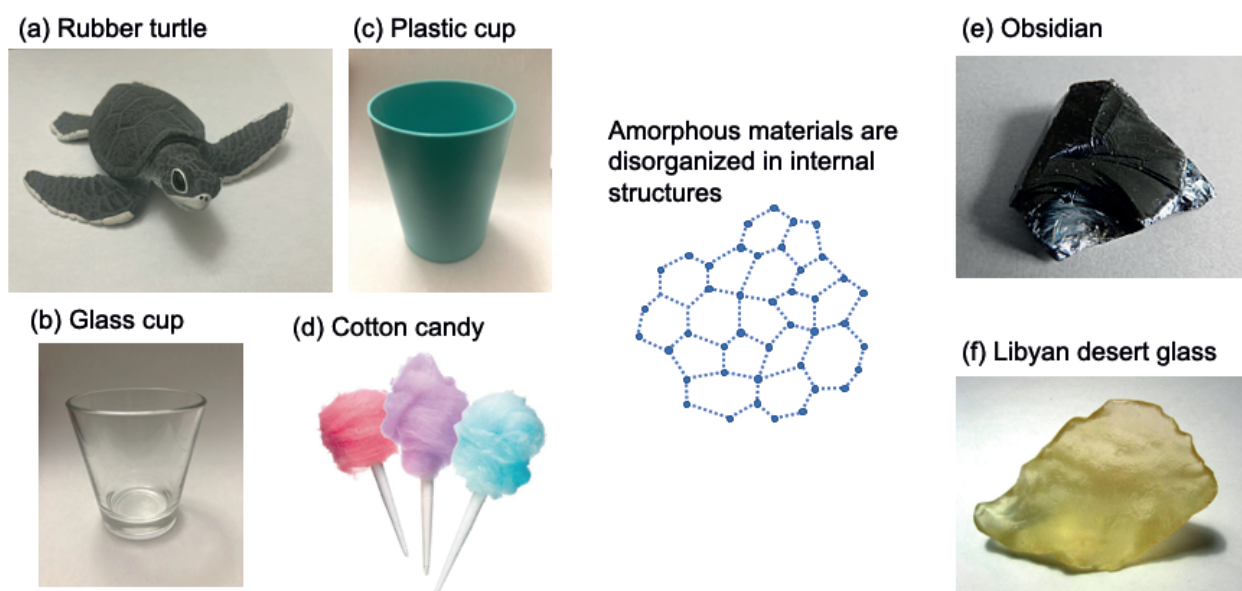 (a) Rubber turtle
(c) Plastic cup
(e) Obsidian
Amorphous materials are
disorganized in internal
structures
(b) Glass cup
(d) Cotton candy
(f) Libyan desert glass